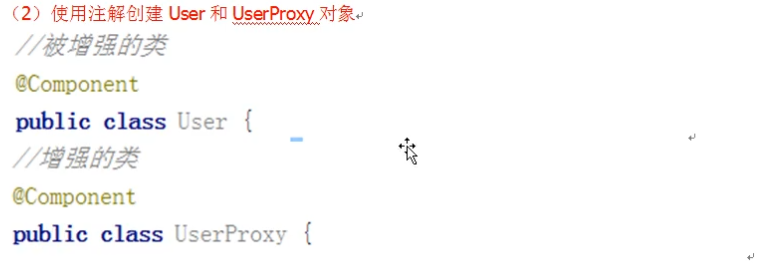 （2）使用注解创建 User 和 UserProxy 对象
//被增强的类
@Component
public class User {
//增强的类
@Component
public class UserProxy {